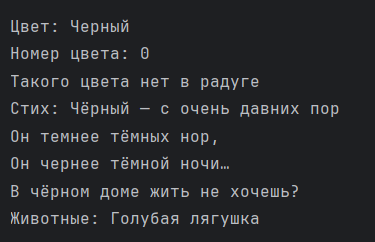 Цвет: Черный
Номер цвета: 0
Такого цвета нет в радуге
Стих: Чёрный — с очень давних пор
Он темнее тёмных нор,
Он чернее тёмной ночи…
В чёрном доме жить не хочешь?
Животные: Голубая лягушка